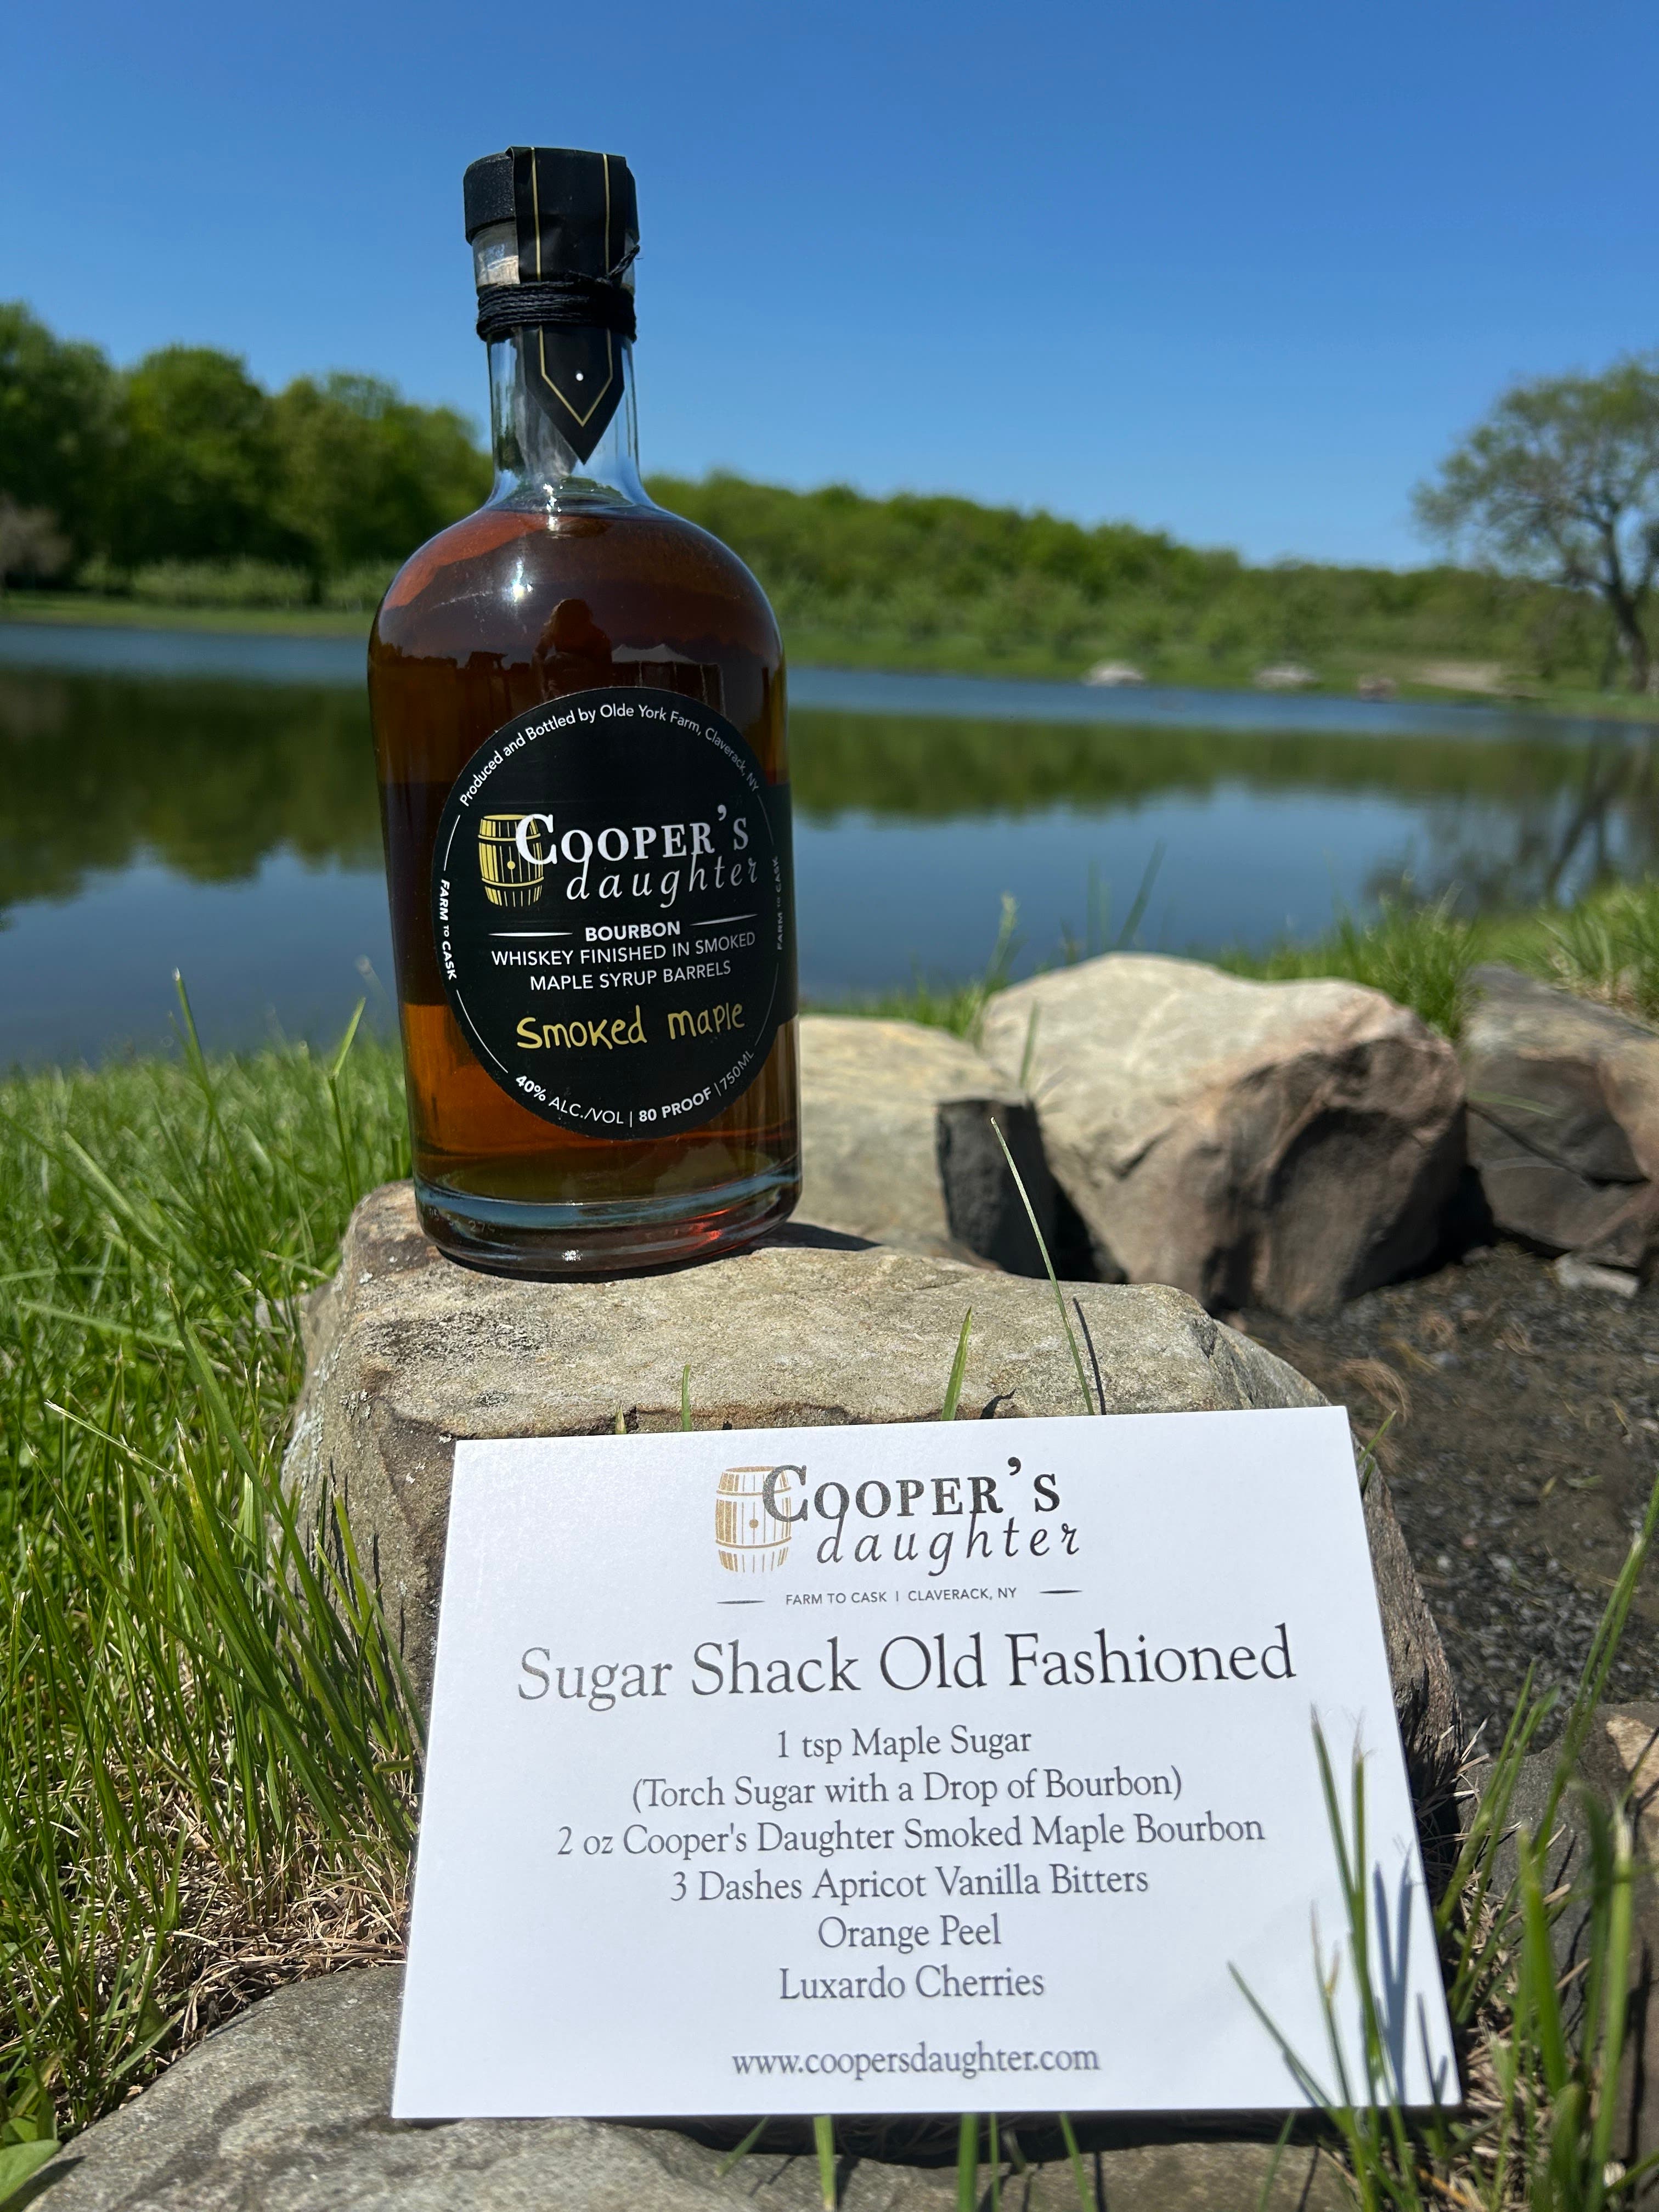 Produced and Bottled by Olde York Farm, Claverack, NY
COOPER'S
daughter
FARM TO CASK
FARM TO CASK
BOURBON
WHISKEY FINISHED IN SMOKED
MAPLE SYRUP BARRELS
Smoked maple
40% ALC./VOL | 80 PROOF | 750ML
COOPER'S
daughter
FARM TO CASK | CLAVERACK, NY
Sugar Shack Old Fashioned
1 tsp Maple Sugar
(Torch Sugar with a Drop of Bourbon)
2 oz Cooper's Daughter Smoked Maple Bourbon
3 Dashes Apricot Vanilla Bitters
Orange Peel
Luxardo Cherries
www.coopersdaughter.com